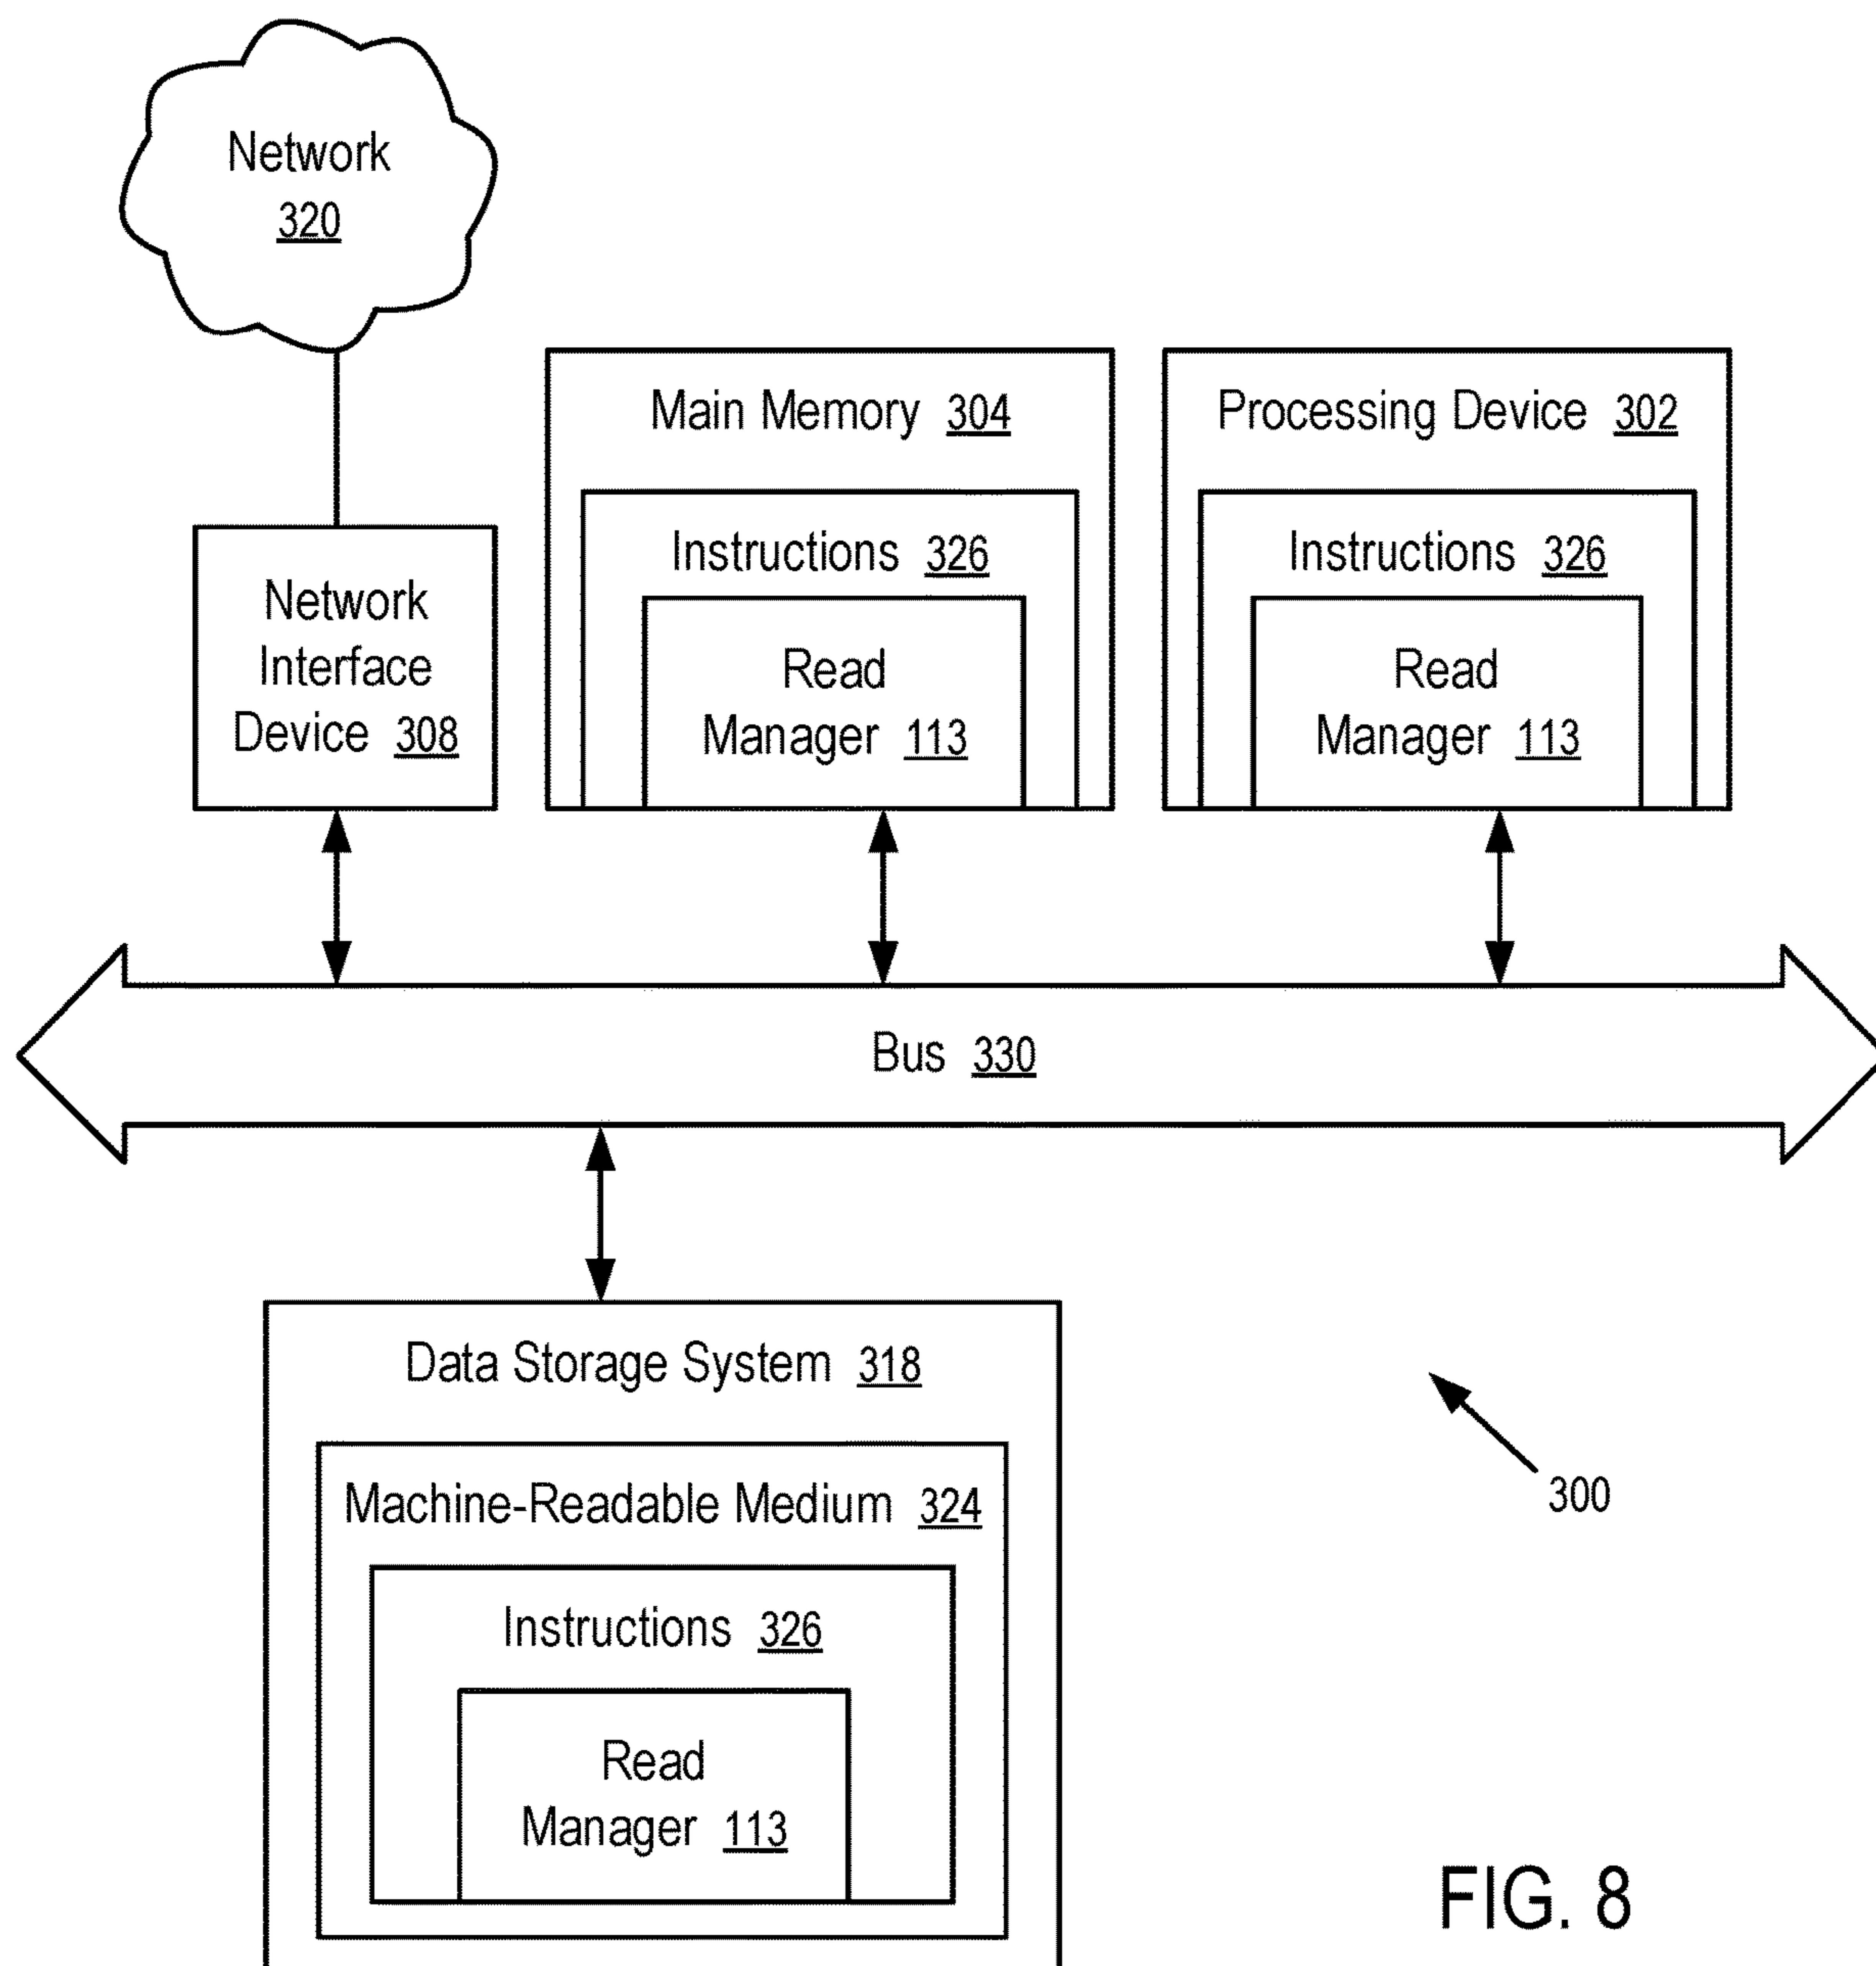 Network
320
Main Memory 304
Processing Device 302
Instructions 326
Instructions 326
Network
Interface
Device 308
Read
Manager 113
Read
Manager 113
Bus 330
Data Storage System 318
Machine-Readable Medium 324
300
Instructions 326
Read
Manager 113
FIG. 8